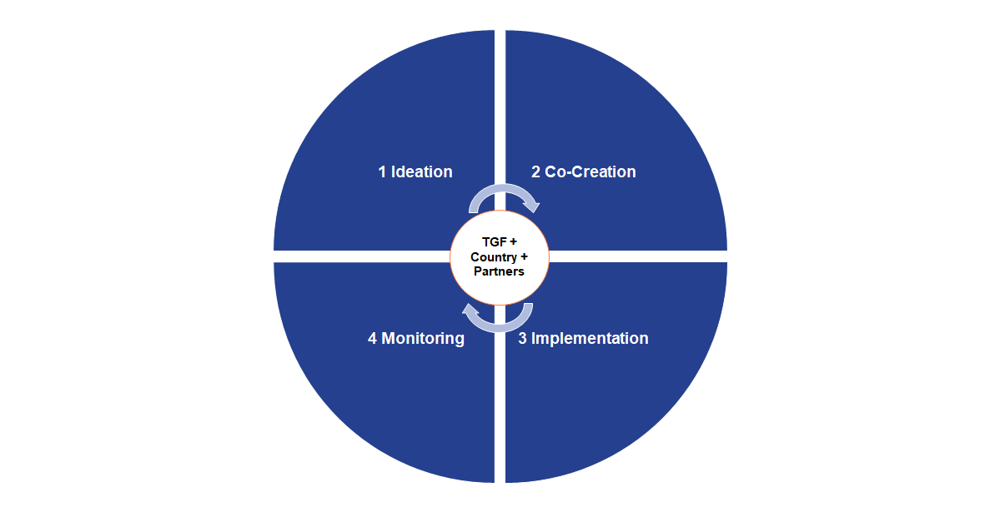 1 Ideation
2 Co-Creation
TGF +
Country +
Partners
4 Monitoring
3 Implementation